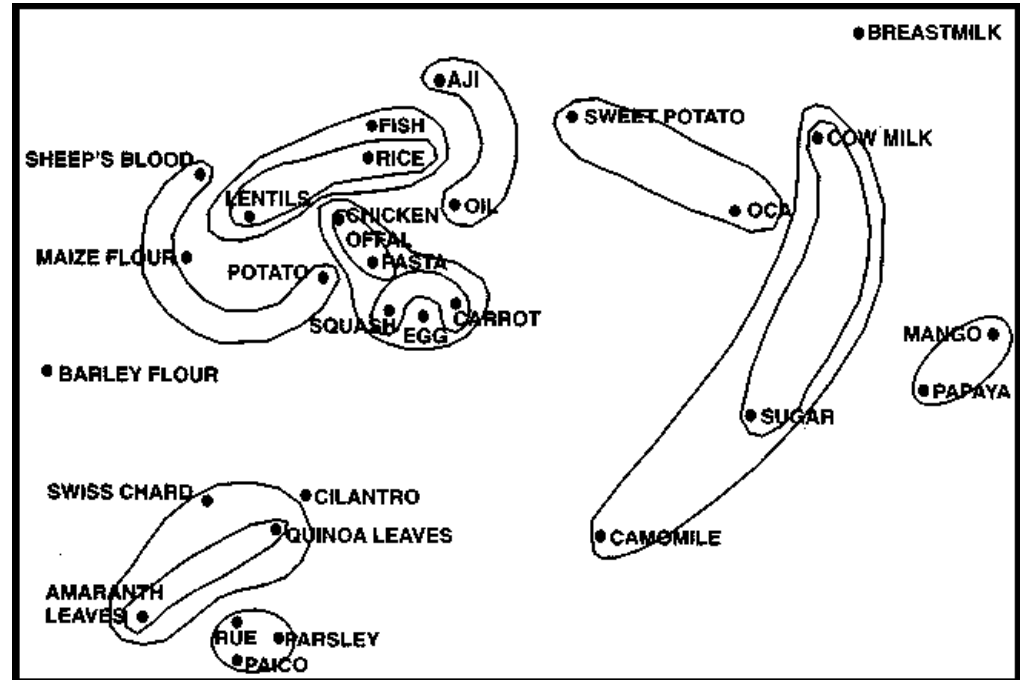 BREASTMILK
AJI
SWEET POTATO
FISH
COW MILK
RICE
SHEEP'S BLOOD
LENTILS
OIL
OCA
CHICKEN
OFFAL
MAIZE FLOUR
PASTA
POTATO
SQUASH
CARROT
EGG
MANGO
BARLEY FLOUR
PAPAYA
SUGAR
SWISS CHARD
CILANTRO
QUINOA LEAVES
CAMOMILE
AMARANTH
LEAVES
RUE
PARSLEY
PAICO